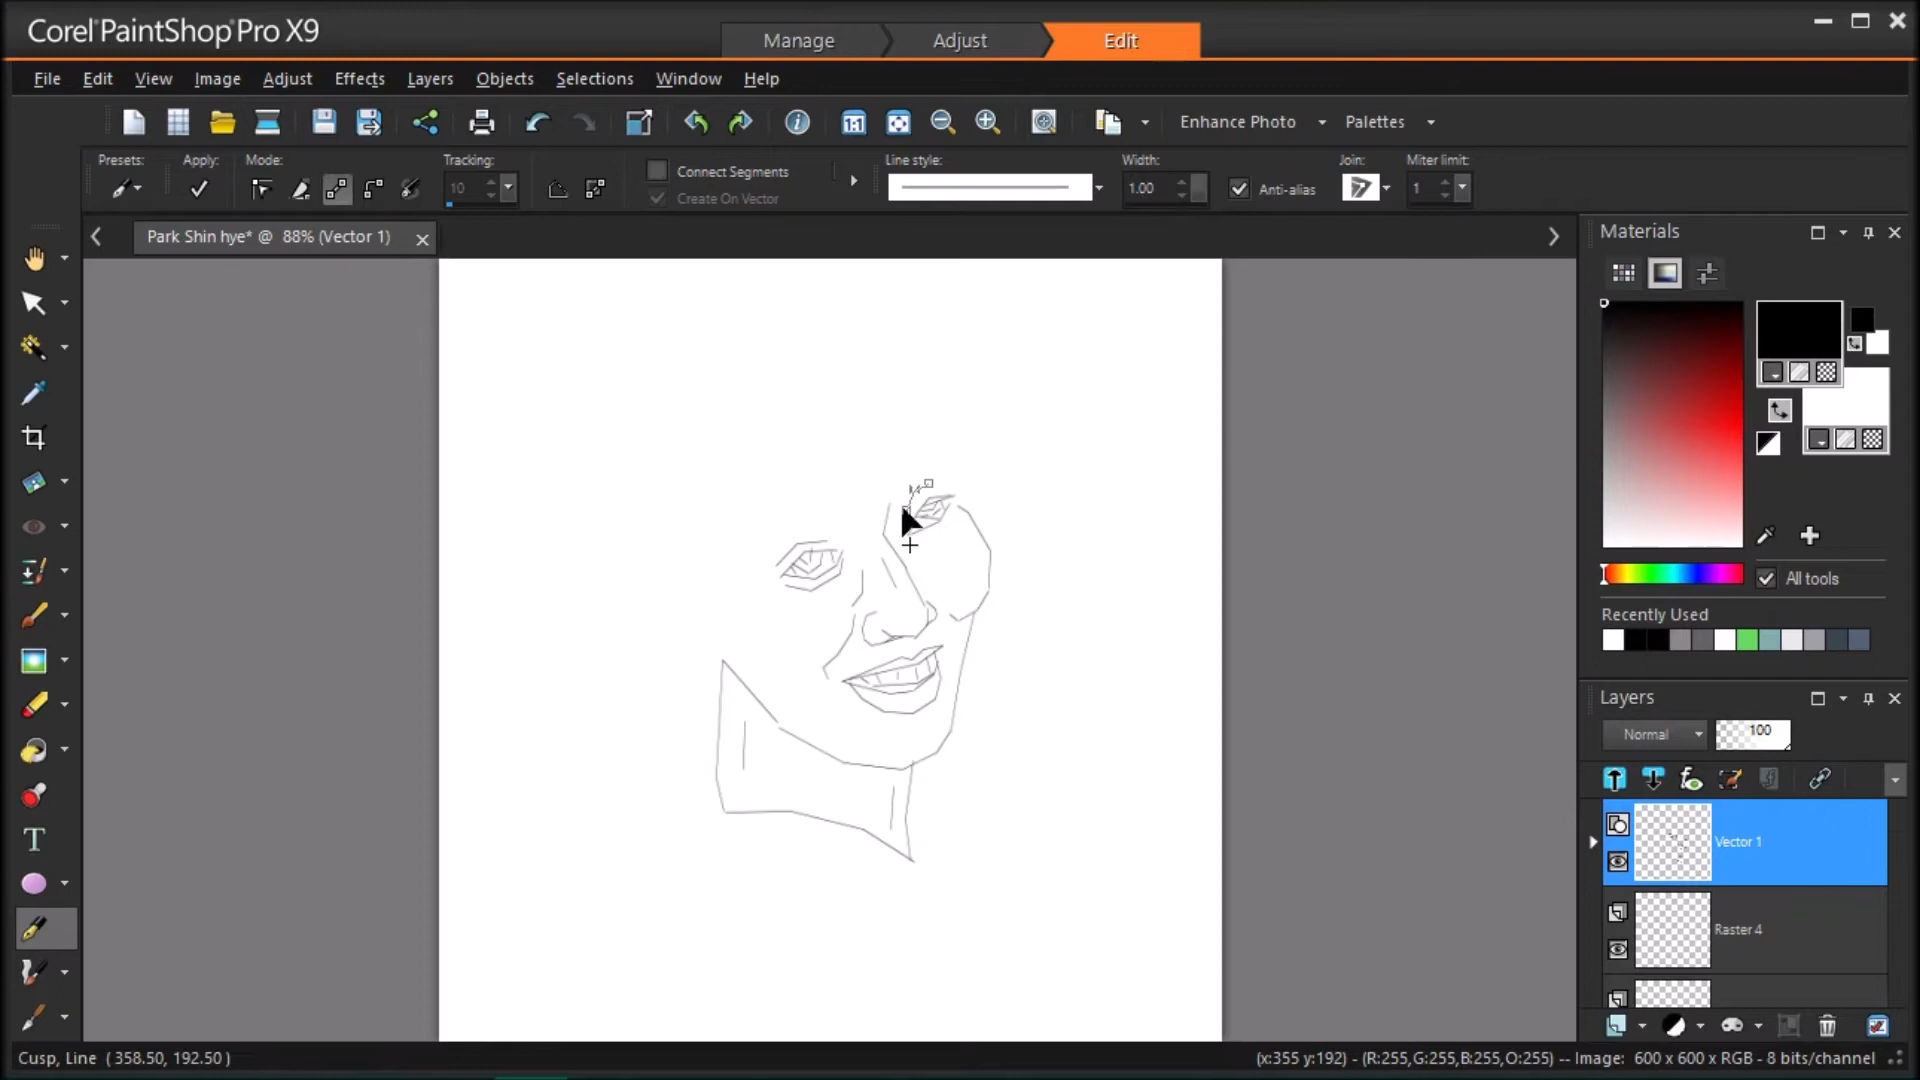 Corel PaintShop Pro X9
Manage
Adjust
Edit
File
Edit
View
Image
Adjust
Effects
Layers
Objects
Selections
Window
Help
1:1
Enhance Photo
Palettes
Presets:
Apply:
Mode:
Tracking:
10
Connect Segments
Create On Vector
Line style:
Width:
1.00
Anti-alias
Join:
Miter limit:
1
Park Shin hye* @ 88% (Vector 1)
Materials
All tools
Recently Used
Layers
Normal
100
Vector 1
Raster 4
Cusp, Line ( 358.50, 192.50 )
(x:355 y:192) - (R:255,G:255,B:255,O:255) -- Image: 600 x 600 x RGB - 8 bits/channel